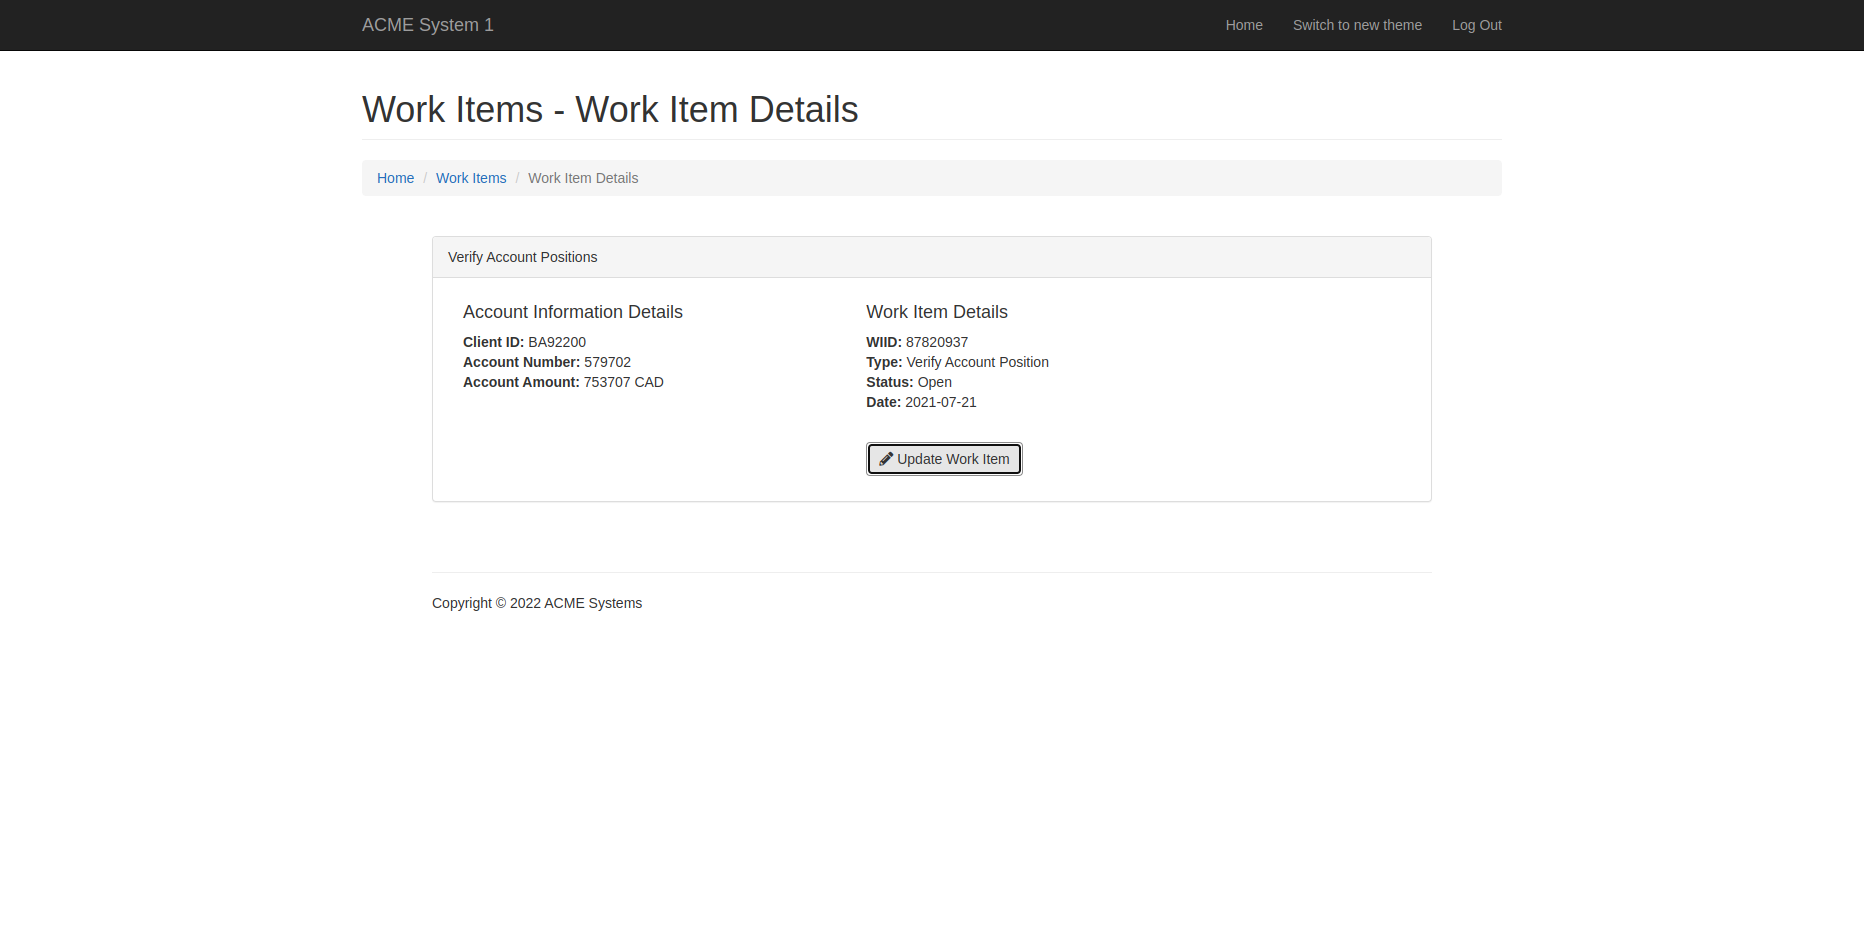 ACME System 1
Home
Switch to new theme
Log Out
Work Items - Work Item Details
Home / Work Items / Work Item Details
Verify Account Positions
Account Information Details
Client ID: BA92200
Account Number: 579702
Account Amount: 753707 CAD
Work Item Details
WIID: 87820937
Type: Verify Account Position
Status: Open
Date: 2021-07-21
Update Work Item
Copyright © 2022 ACME Systems